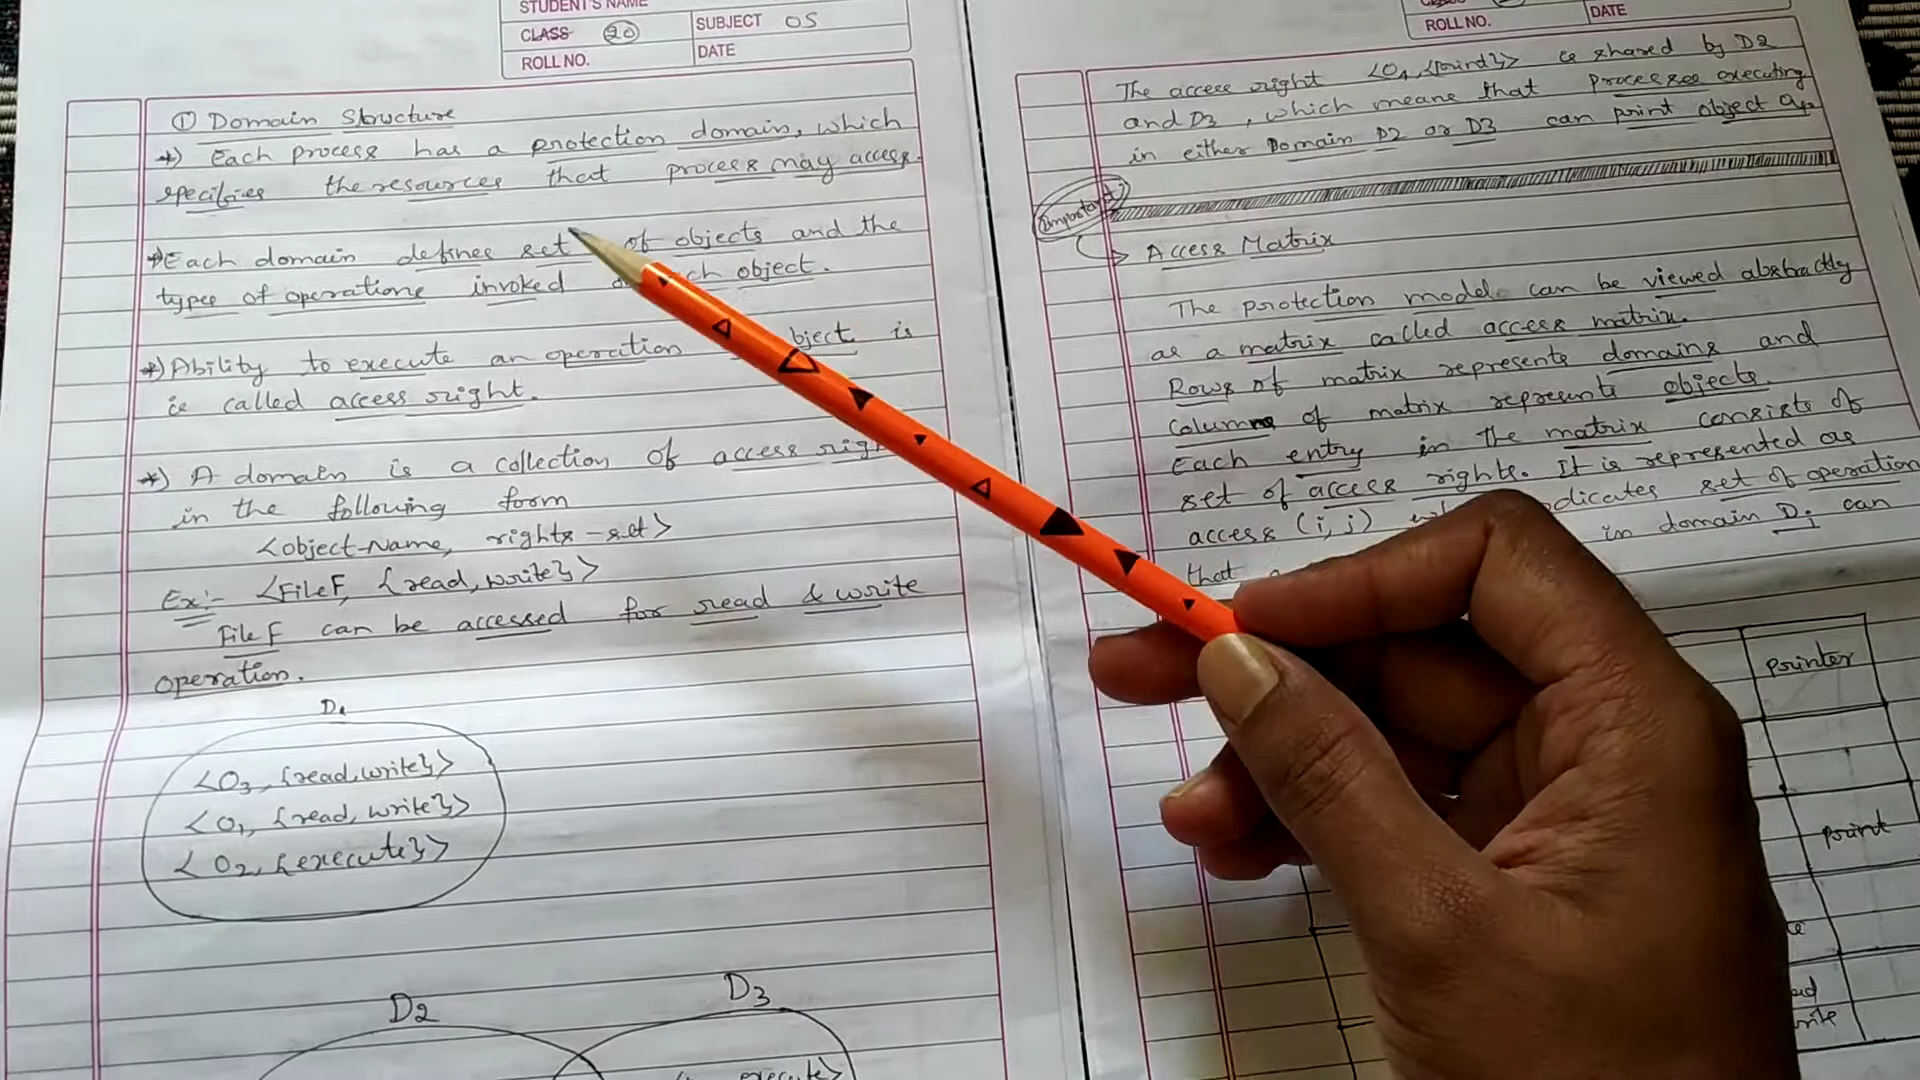 STUDENT'S NAME
CLASS 20 SUBJECT OS
ROLL NO. DATE
① Domain Structure
*) Each process has a protection domain, which
specifies the resources that process may access.
*) Each domain defines set of objects and the
types of operations invoked each object.
*) Ability to execute an operation object is
is called access right.
*) A domain is a collection of access
in the following form
<object-Name, rights-set>
Ex:- <File F, {read, write}>
File F can be accessed for read & write
operation.
D1
<O3, {read, write}>
<O1, {read, write}>
<O2, {execute}>
D2 D3
execute}>
ROLL NO. DATE
The access right <O4, {print}> is shared by D2
and D3, which means that processes executing
in either Domain D2 or D3 can print object O4.
Important
Access Matrix
The protection model can be viewed abstractly
as a matrix called access matrix.
Rows of matrix represents domains and
columns of matrix represents objects.
Each entry in the matrix consists of
set of access rights. It is represented as
access (i, j) set of operation
that in domain Di can
printer
print